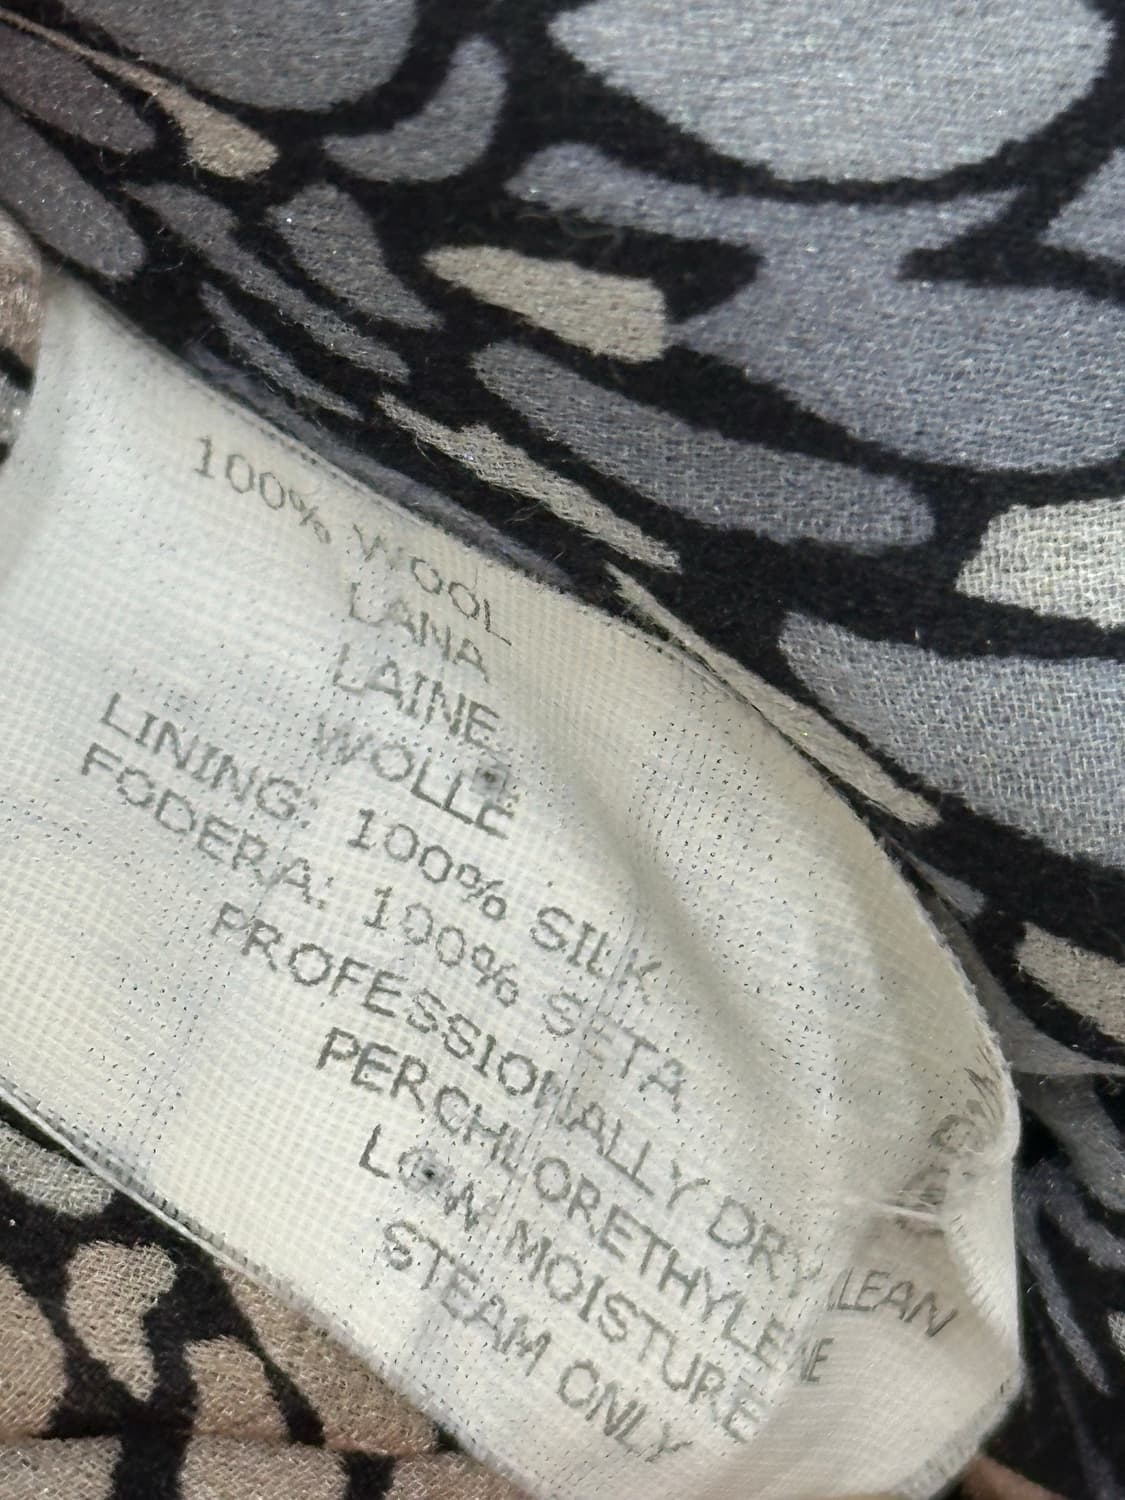 100% WOOL
LANA
LAINE
WOLLE
LINING: 100% SILK
FODERA: 100% SETA
PROFESSIONALLY DRY CLEAN
PERCHLORETHYLENE
LOW MOISTURE
STEAM ONLY